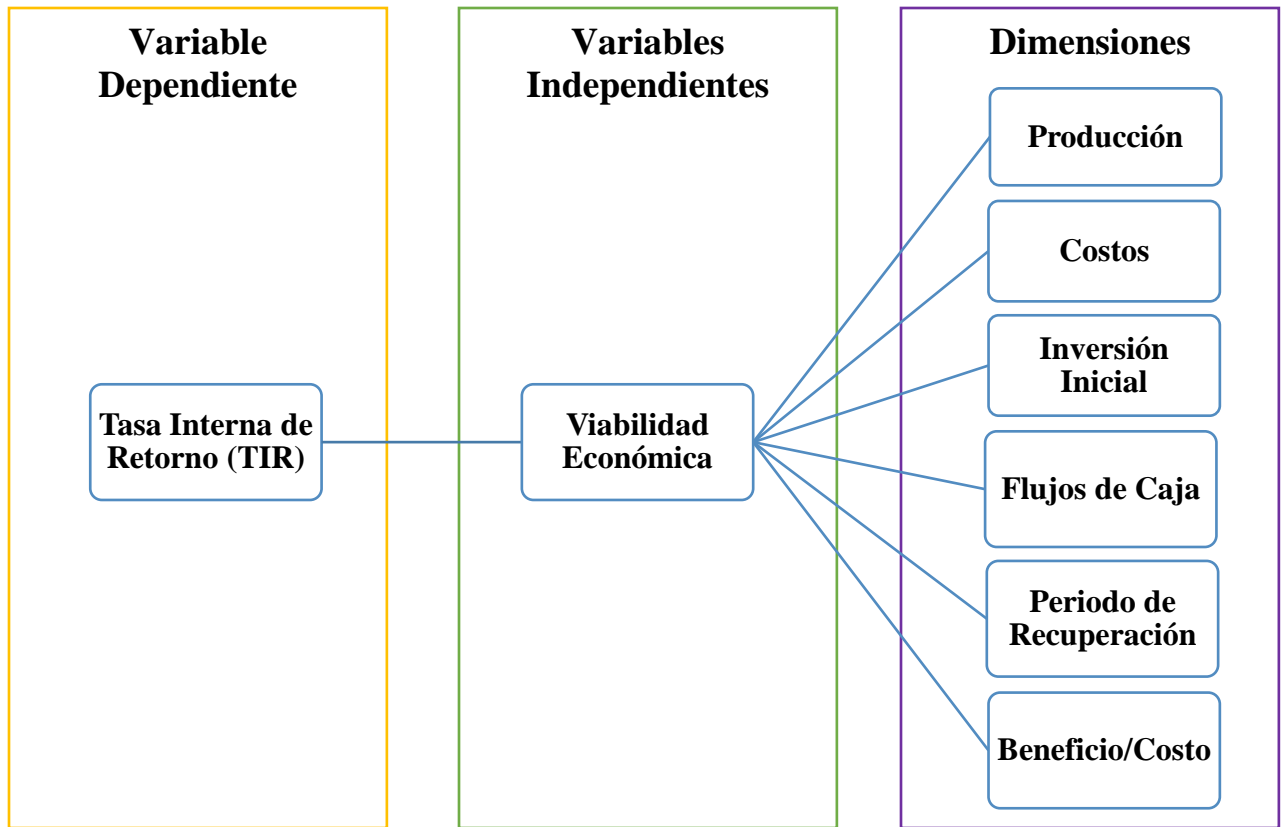 Variable
Dependiente
Variables
Independientes
Dimensiones
Tasa Interna de
Retorno (TIR)
Viabilidad
Económica
Producción
Costos
Inversión
Inicial
Flujos de Caja
Periodo de
Recuperación
Beneficio/Costo